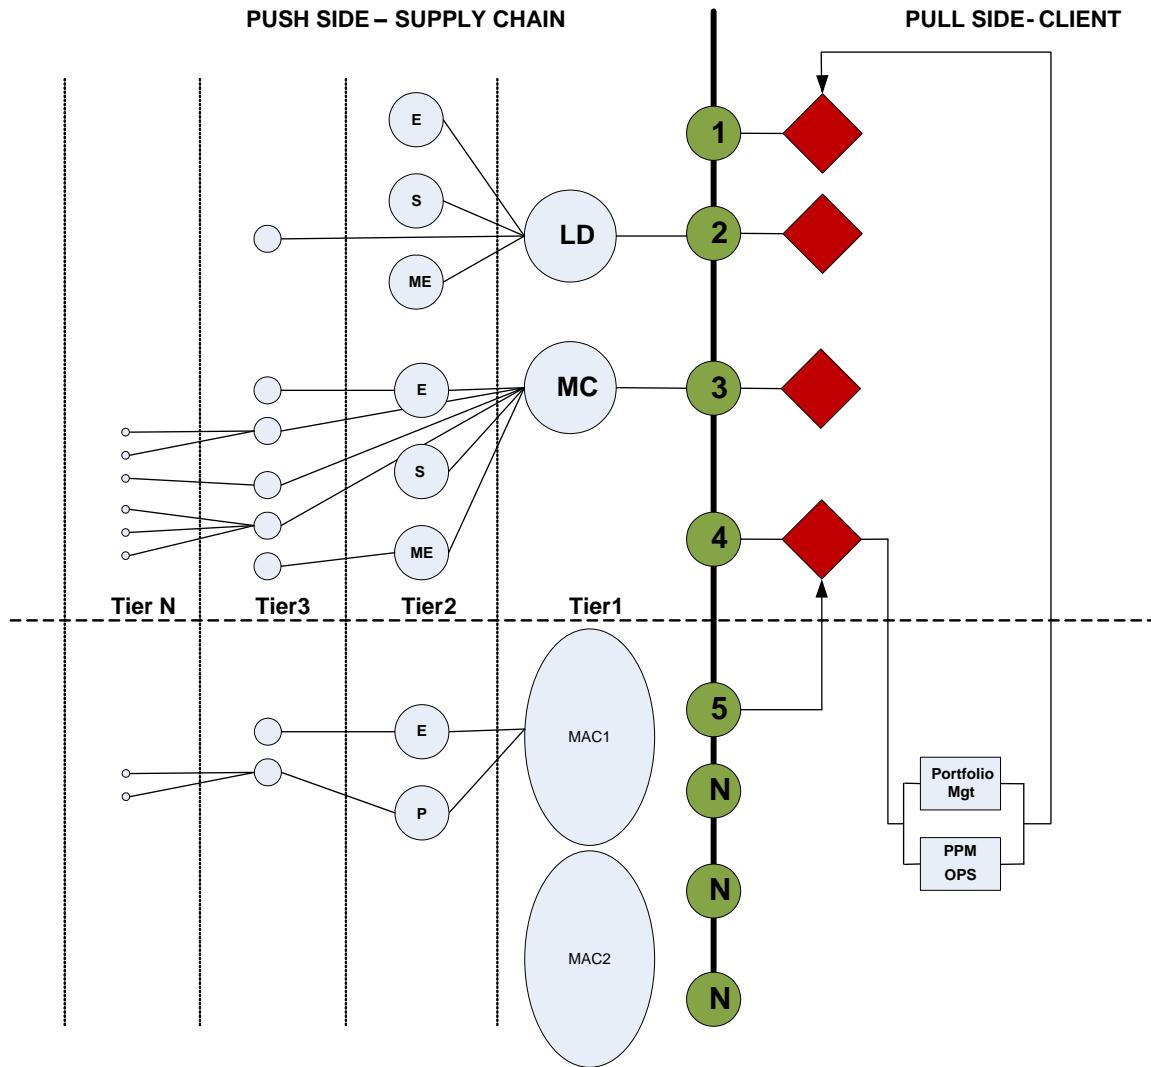 PUSH SIDE – SUPPLY CHAIN
PULL SIDE- CLIENT
E
1
S
LD
2
ME
E
MC
3
S
4
ME
Tier N
Tier3
Tier2
Tier1
5
E
MAC1
Portfolio
Mgt
N
P
PPM
OPS
N
MAC2
N